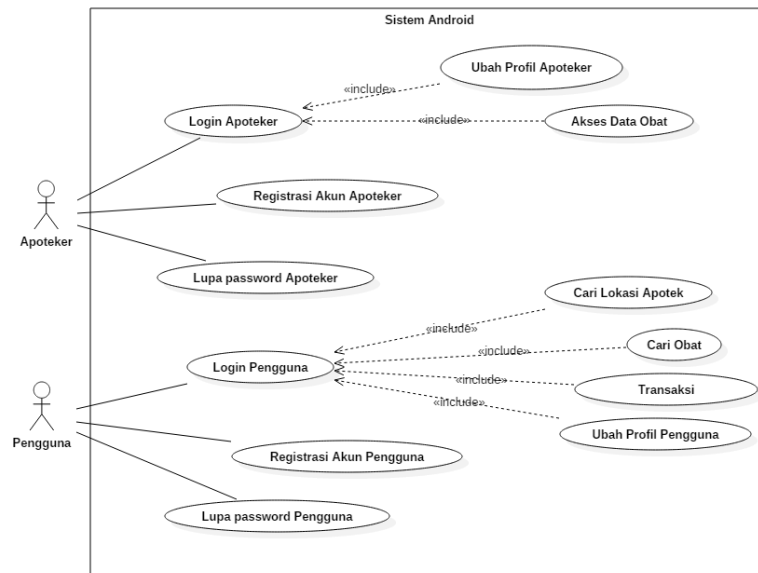 Sistem Android
Ubah Profil Apoteker
«include»
Login Apoteker
«include»
Akses Data Obat
Registrasi Akun Apoteker
Apoteker
Lupa password Apoteker
Cari Lokasi Apotek
«include»
Cari Obat
«include»
Login Pengguna
«include»
Transaksi
«include»
Ubah Profil Pengguna
Pengguna
Registrasi Akun Pengguna
Lupa password Pengguna